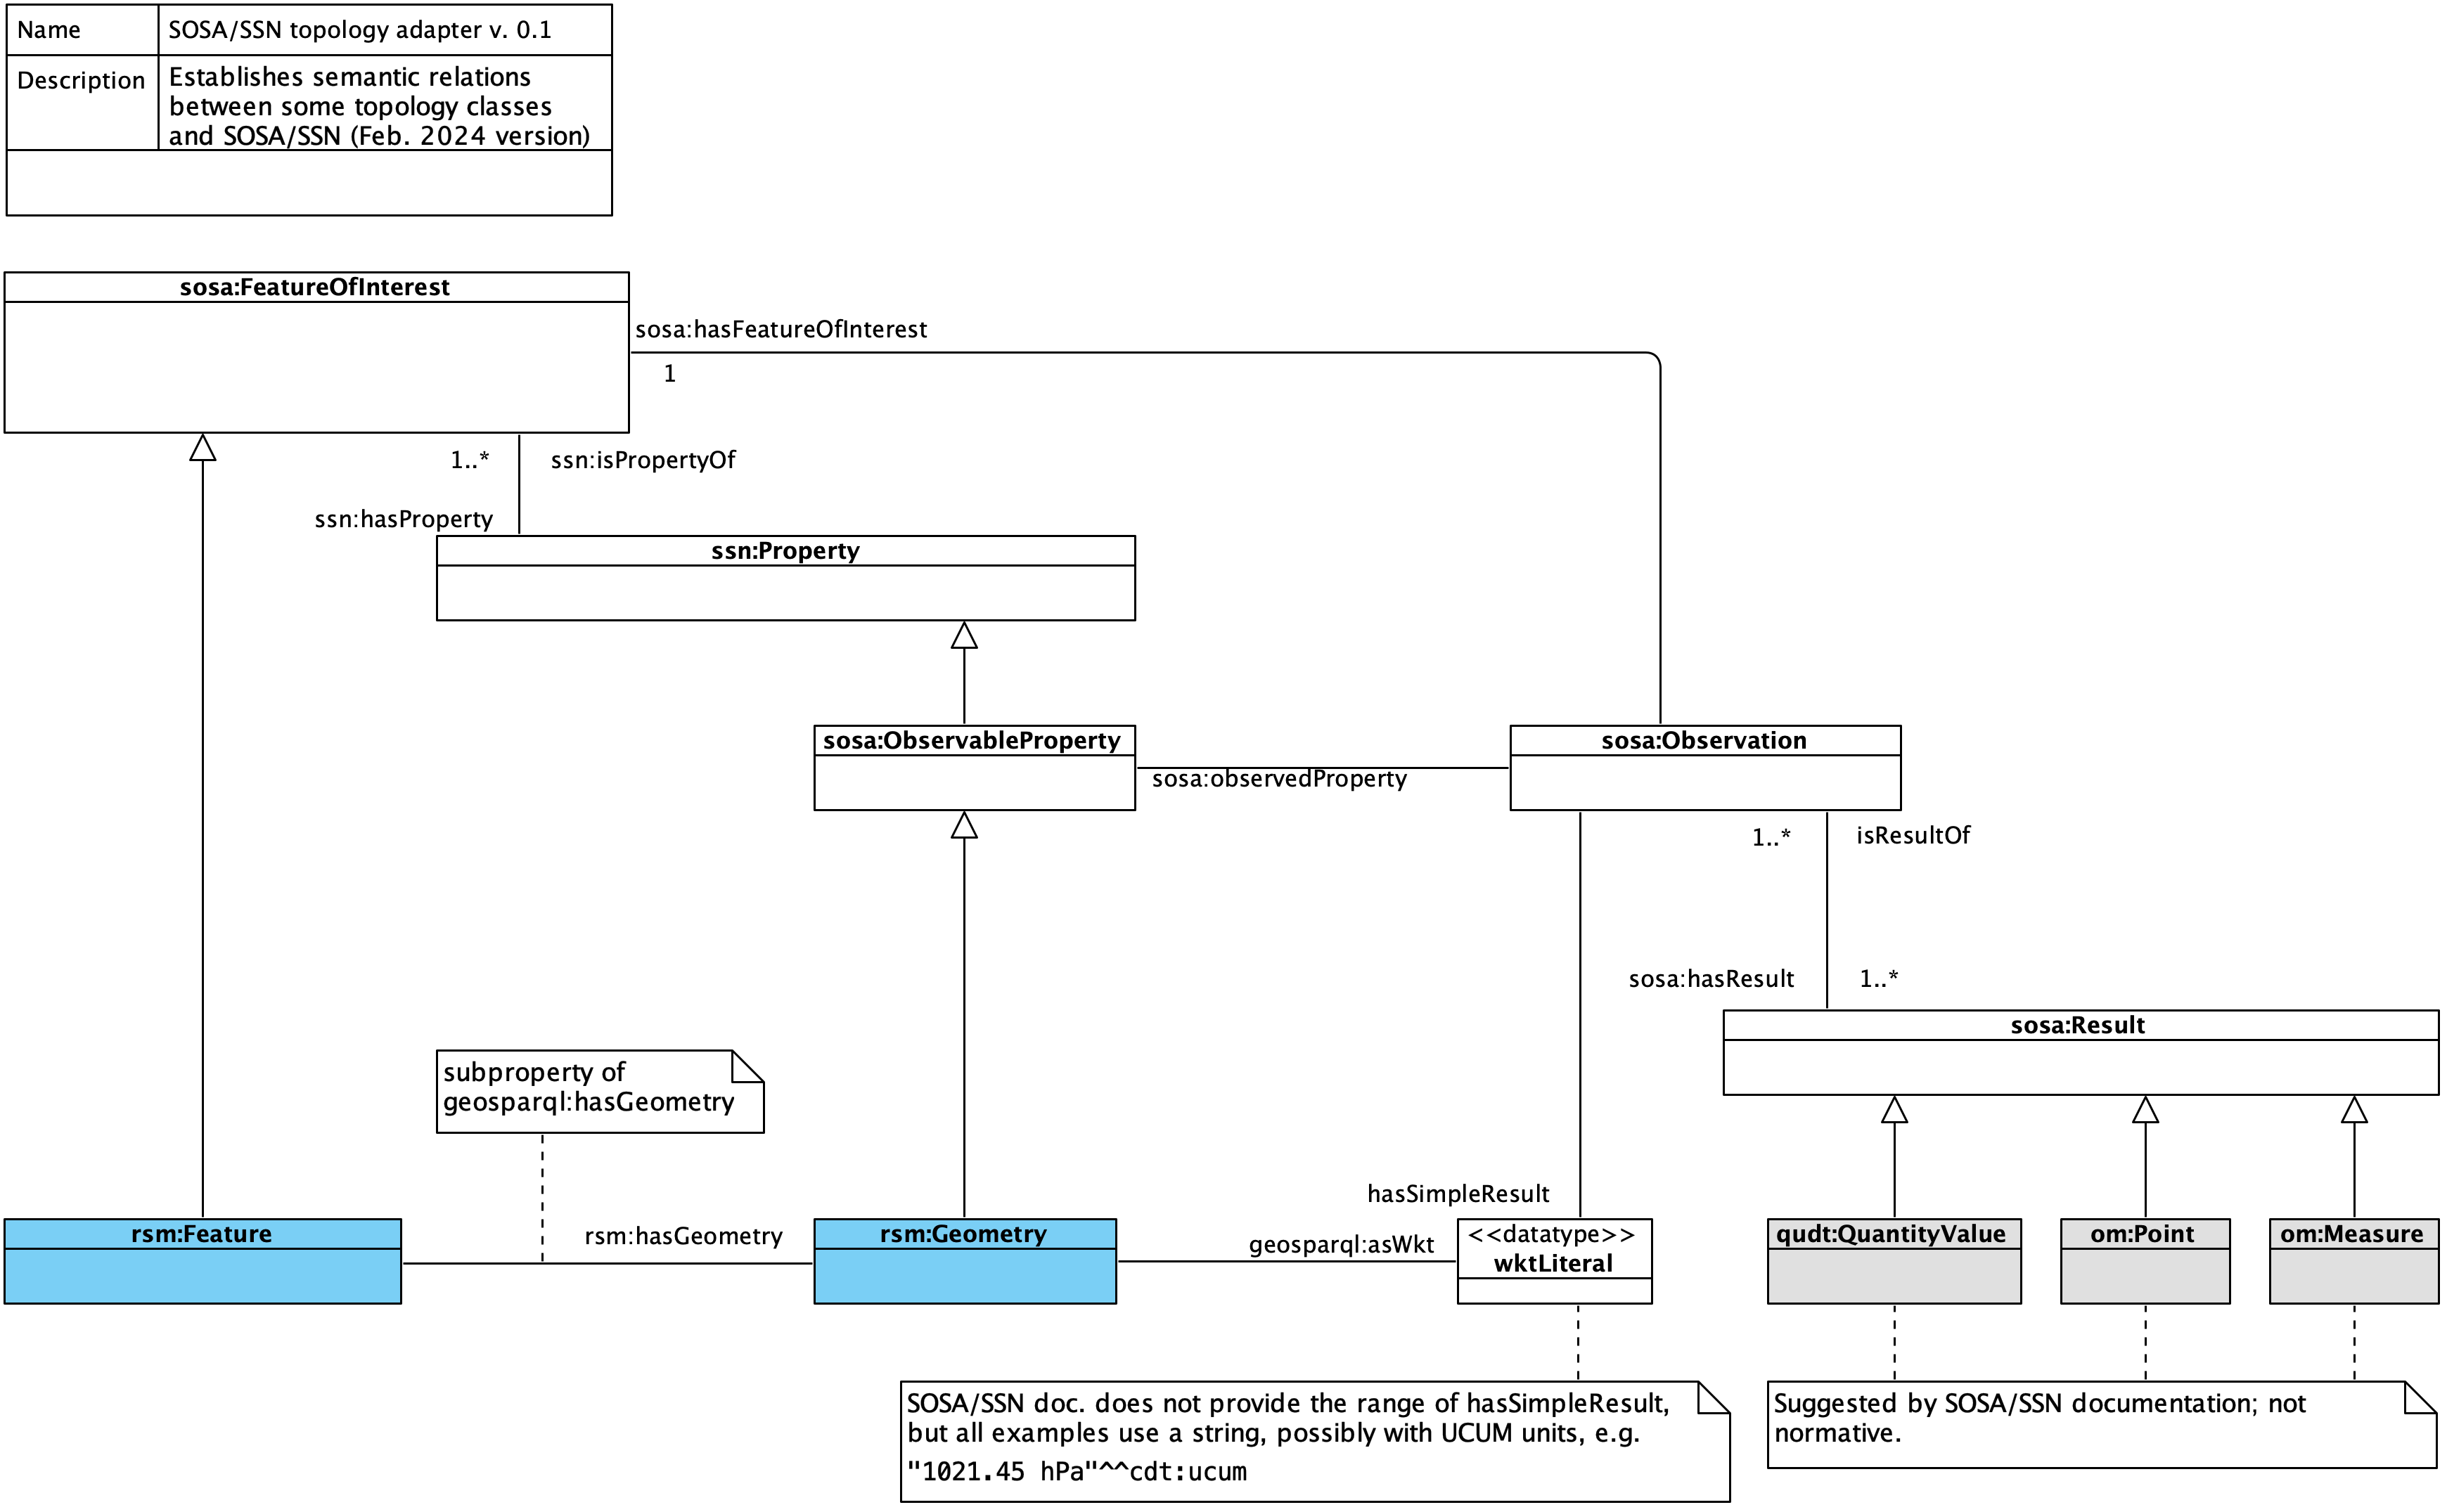 Name
SOSA/SSN topology adapter v. 0.1
Description
Establishes semantic relations
between some topology classes
and SOSA/SSN (Feb. 2024 version)
sosa:FeatureOfInterest
sosa:hasFeatureOfInterest
1
1..*
ssn:isPropertyOf
ssn:hasProperty
ssn:Property
sosa:ObservableProperty
sosa:Observation
sosa:observedProperty
1..*
isResultOf
sosa:hasResult
1..*
sosa:Result
subproperty of
geosparql:hasGeometry
hasSimpleResult
rsm:Feature
rsm:hasGeometry
rsm:Geometry
geosparql:asWkt
<<datatype>>
wktLiteral
qudt:QuantityValue
om:Point
om:Measure
SOSA/SSN doc. does not provide the range of hasSimpleResult,
but all examples use a string, possibly with UCUM units, e.g.
"1021.45 hPa"^^cdt:ucum
Suggested by SOSA/SSN documentation; not
normative.